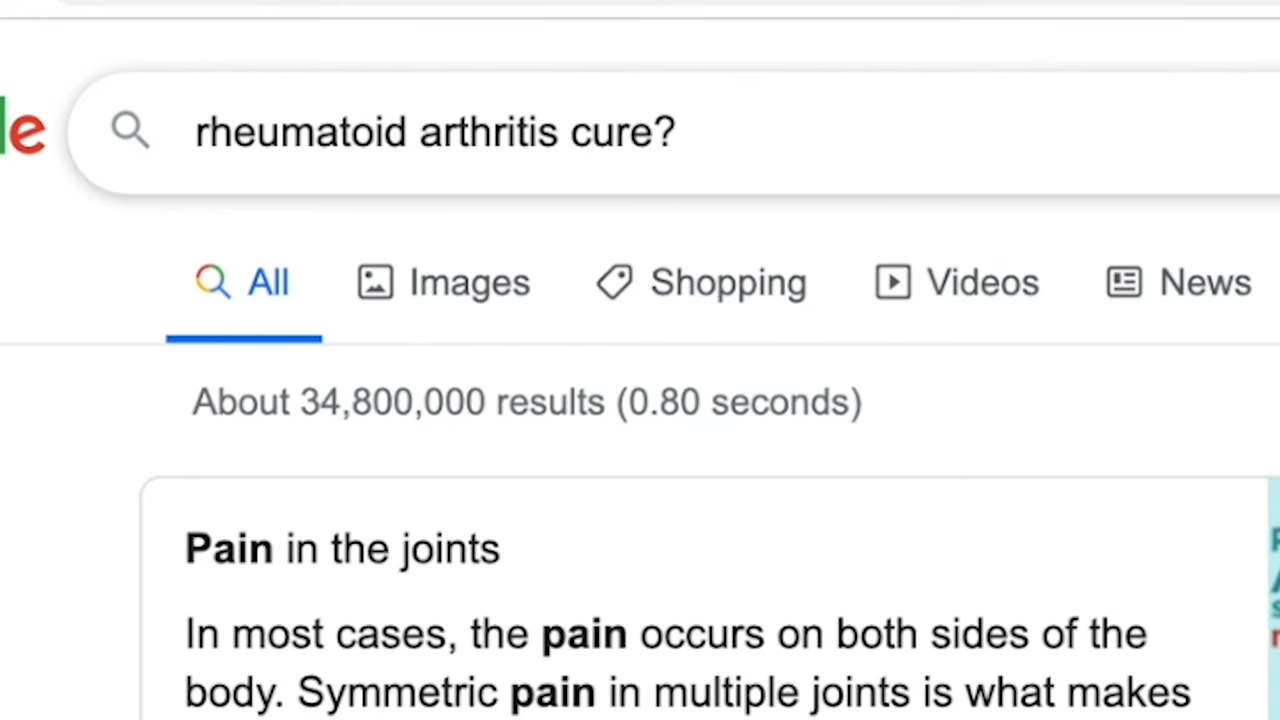 le
rheumatoid arthritis cure?
All Images Shopping Videos News
About 34,800,000 results (0.80 seconds)
Pain in the joints
In most cases, the pain occurs on both sides of the
body. Symmetric pain in multiple joints is what makes